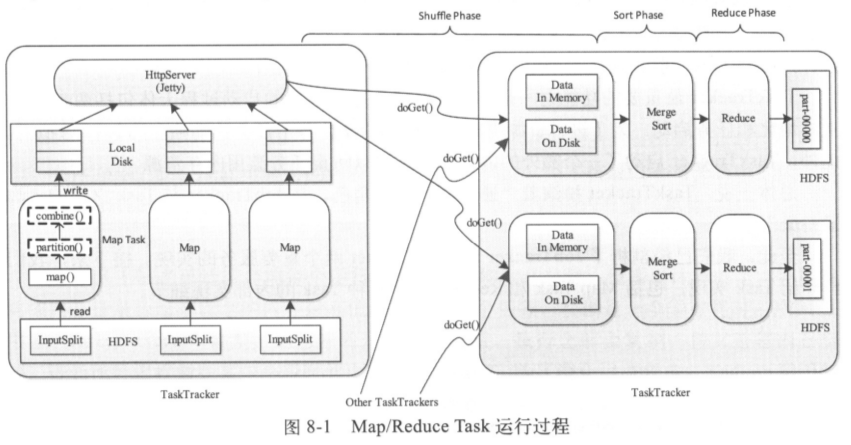 Shuffle Phase
Sort Phase
Reduce Phase
HttpServer
(Jetty)
Local
Disk
write
combine()
partition()
map()
Map Task
Map
Map
read
InputSplit
HDFS
InputSplit
InputSplit
TaskTracker
doGet()
doGet()
doGet()
doGet()
Other TaskTrackers
Data
In Memory
Data
On Disk
Merge
Sort
Reduce
part-00000
HDFS
Data
In Memory
Data
On Disk
Merge
Sort
Reduce
part-00001
HDFS
TaskTracker
图 8-1 Map/Reduce Task 运行过程